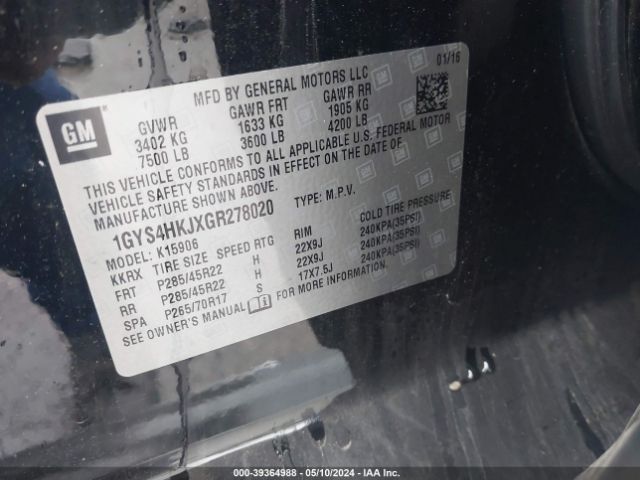 GM
MFD BY GENERAL MOTORS LLC
01/16
GVWR GAWR FRT GAWR RR
3402 KG 1633 KG 1905 KG
7500 LB 3600 LB 4200 LB
THIS VEHICLE CONFORMS TO ALL APPLICABLE U.S. FEDERAL MOTOR
VEHICLE SAFETY STANDARDS IN EFFECT ON THE DATE OF
MANUFACTURE SHOWN ABOVE.
1GYS4HKJXGR278020 TYPE: M.P.V.
MODEL: K15906
KKRX TIRE SIZE SPEED RTG RIM COLD TIRE PRESSURE
FRT P285/45R22 H 22X9J 240KPA(35PSI)
RR P285/45R22 H 22X9J 240KPA(35PSI)
SPA P265/70R17 S 17X7.5J 240KPA(35PSI)
SEE OWNER'S MANUAL FOR MORE INFORMATION.
000-39364988 - 05/10/2024 - IAA Inc.